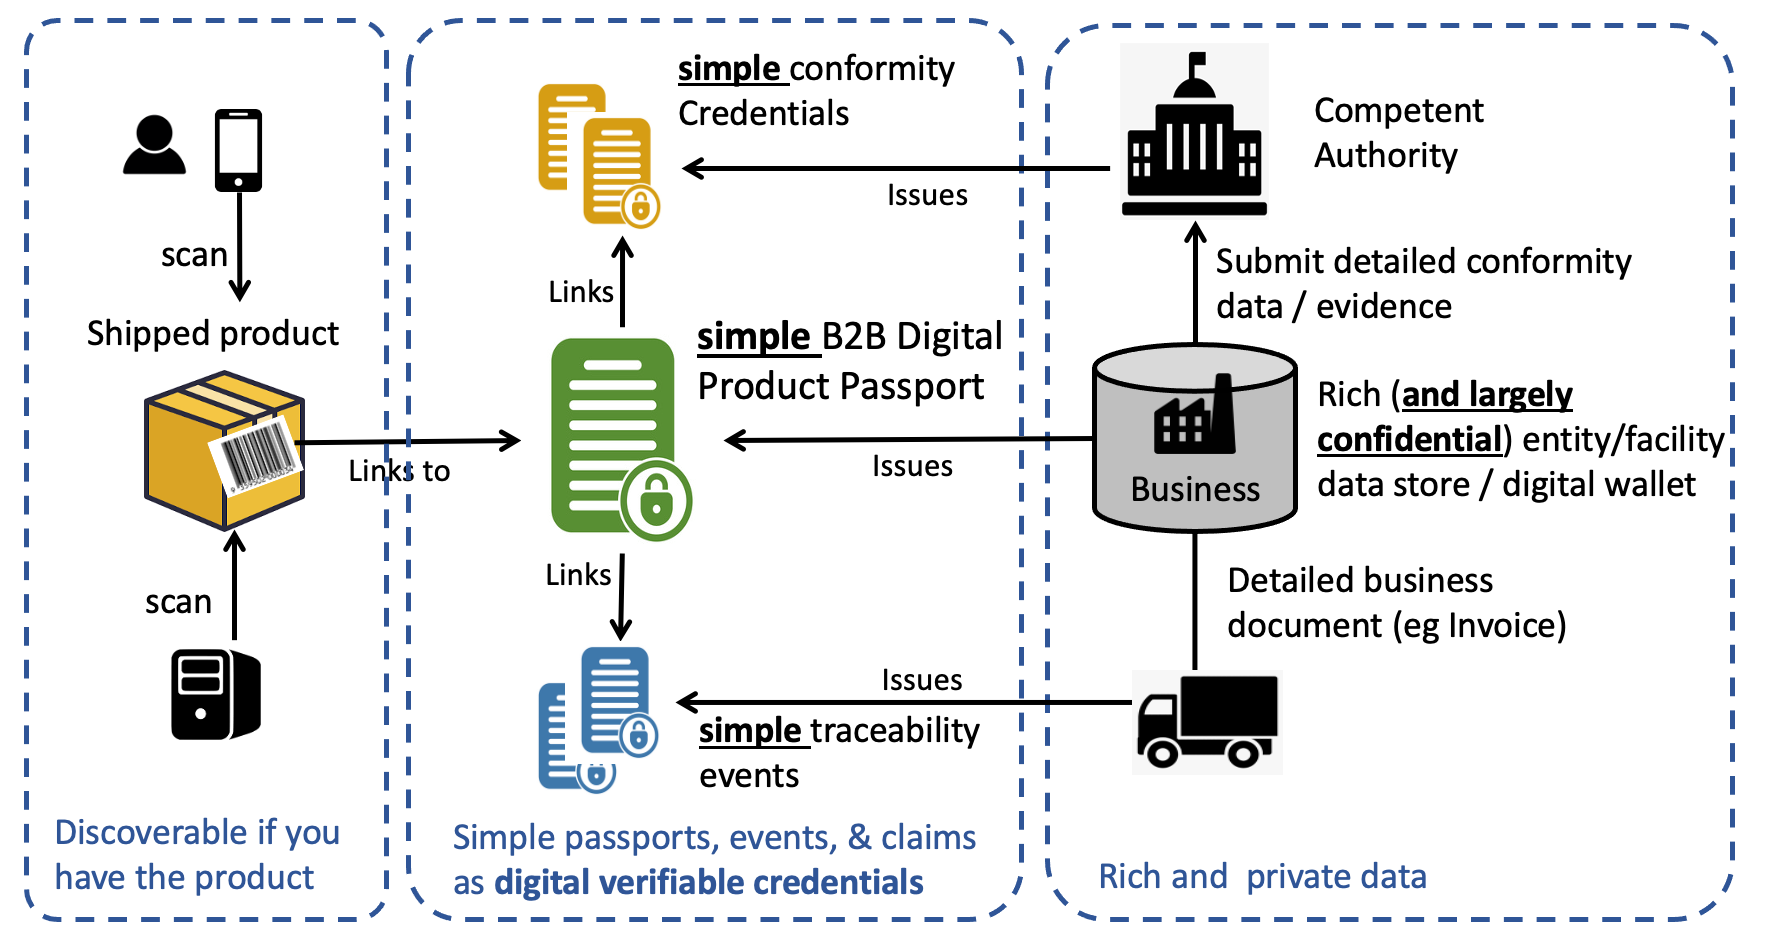 scan
Shipped product
Links to
scan
Discoverable if you
have the product
simple conformity
Credentials
Issues
Links
simple B2B Digital
Product Passport
Issues
Links
Issues
simple traceability
events
Simple passports, events, & claims
as digital verifiable credentials
Competent
Authority
Submit detailed conformity
data / evidence
Business
Rich (and largely
confidential) entity/facility
data store / digital wallet
Detailed business
document (eg Invoice)
Rich and  private data